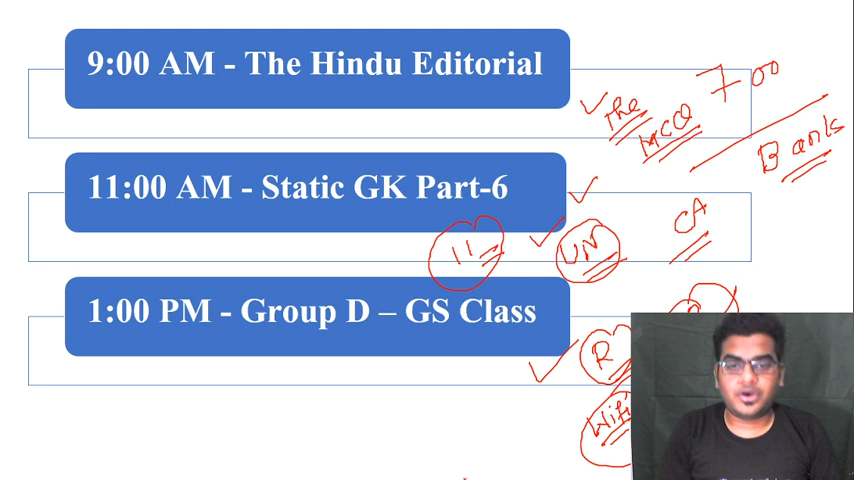 9:00 AM - The Hindu Editorial
700
The
MCQ
Bank
11:00 AM - Static GK Part-6
CA
11
UN
1:00 PM - Group D – GS Class
R